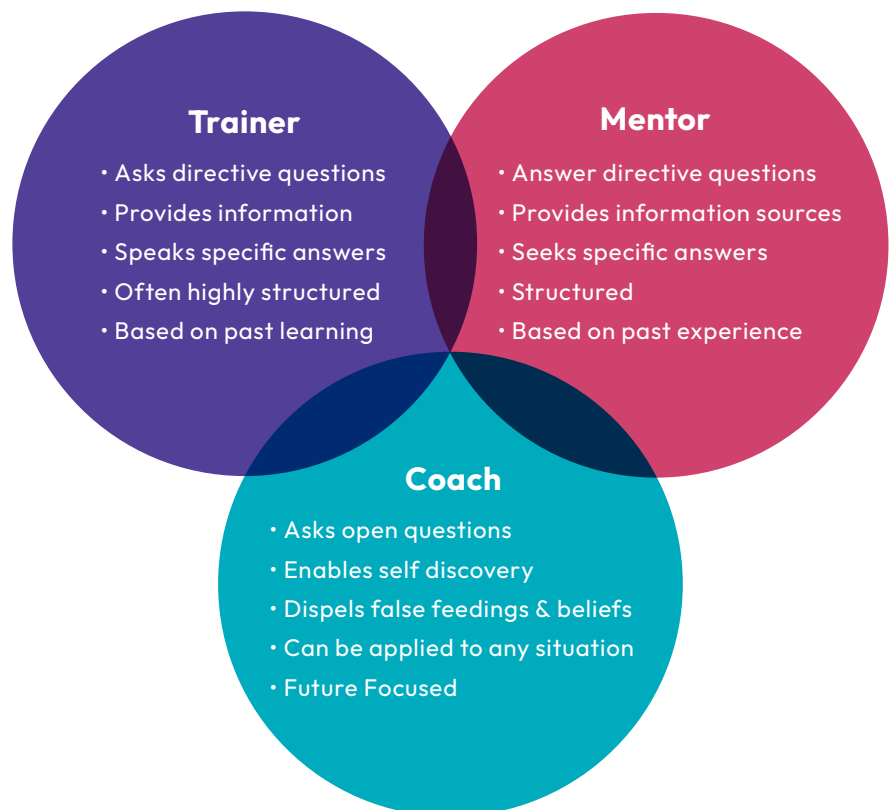 Trainer
• Asks directive questions
• Provides information
• Speaks specific answers
• Often highly structured
• Based on past learning
Mentor
• Answer directive questions
• Provides information sources
• Seeks specific answers
• Structured
• Based on past experience
Coach
• Asks open questions
• Enables self discovery
• Dispels false feedings & beliefs
• Can be applied to any situation
• Future Focused